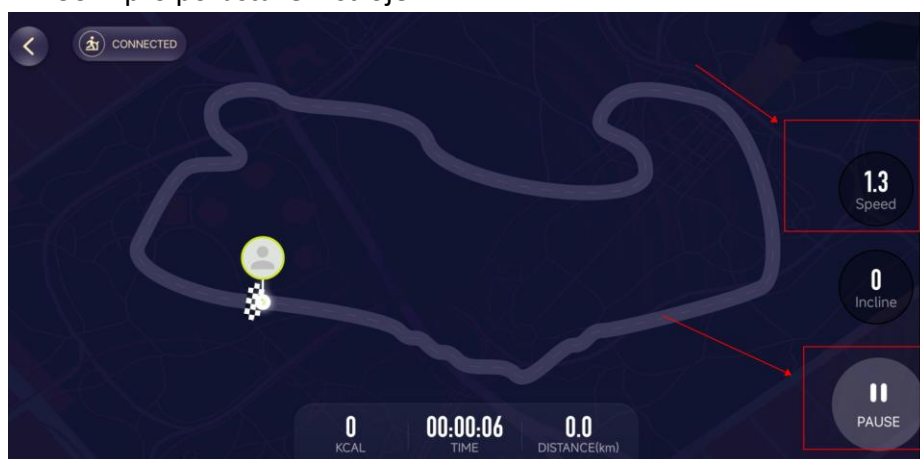 CONNECTED
1.3
Speed
0
Incline
PAUSE
0 00:00:06 0.0
KCAL TIME DISTANCE(km)